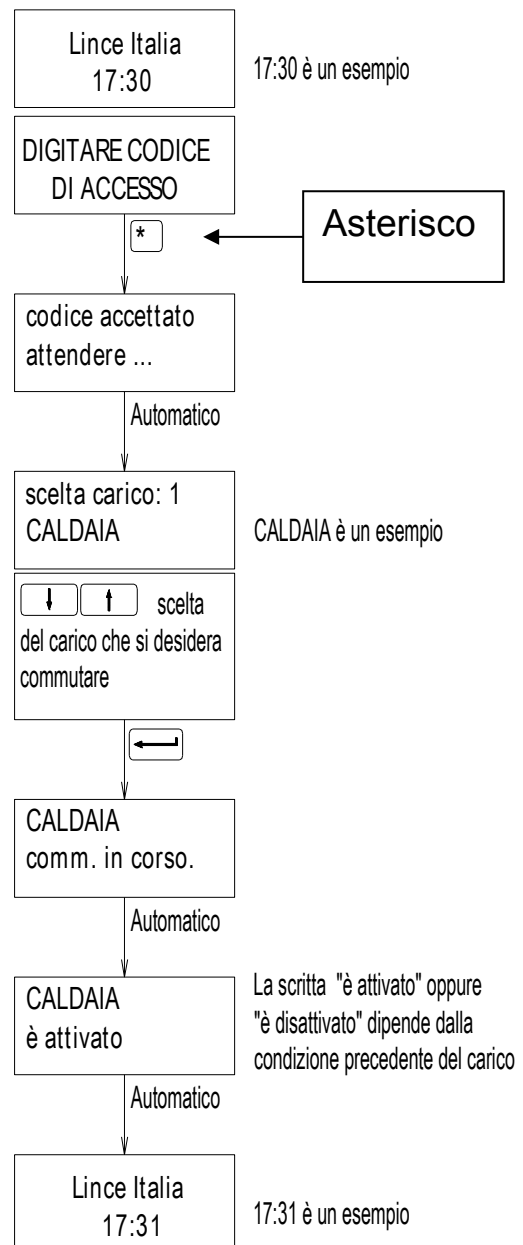 Lince Italia
17:30
17:30 è un esempio
DIGITARE CODICE
DI ACCESSO
*
Asterisco
codice accettato
attendere ...
Automatico
scelta carico: 1
CALDAIA
CALDAIA è un esempio
scelta
del carico che si desidera
commutare
CALDAIA
comm. in corso.
Automatico
CALDAIA
è attivato
La scritta "è attivato" oppure
"è disattivato" dipende dalla
condizione precedente del carico
Automatico
Lince Italia
17:31
17:31 è un esempio